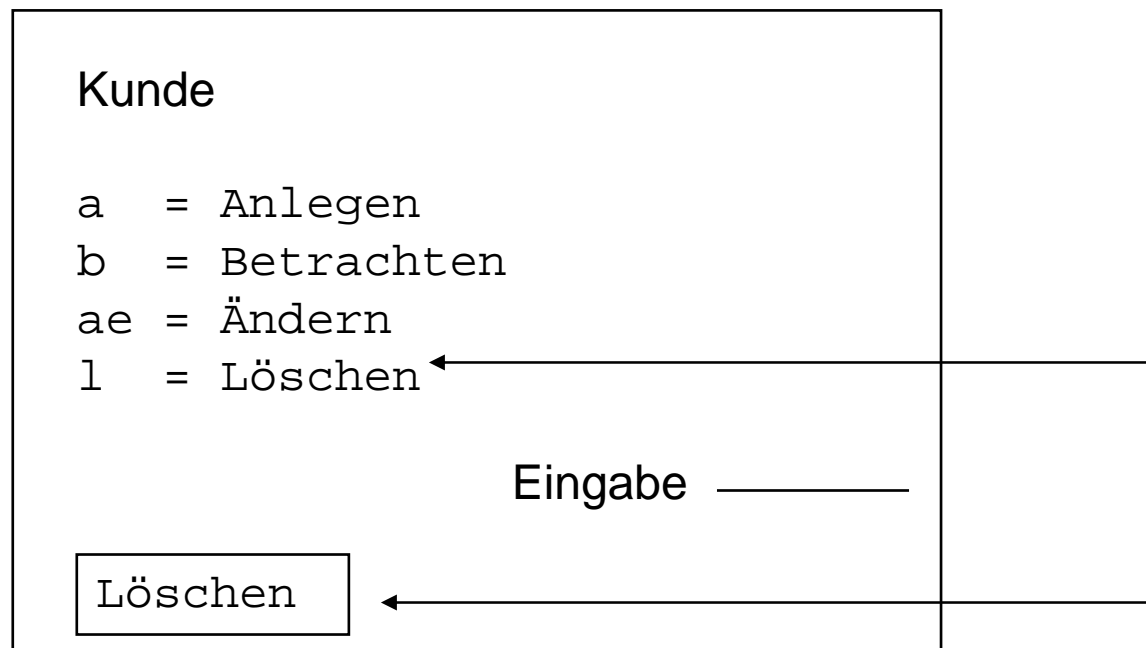 Kunde
a = Anlegen
b = Betrachten
ae = Ändern
l = Löschen
Eingabe
Löschen